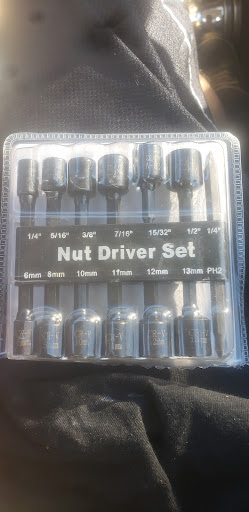 1/4" 5/16" 3/8" 7/16" 15/32" 1/2" 1/4"
Nut Driver Set
6mm 8mm 10mm 11mm 12mm 13mm PH2